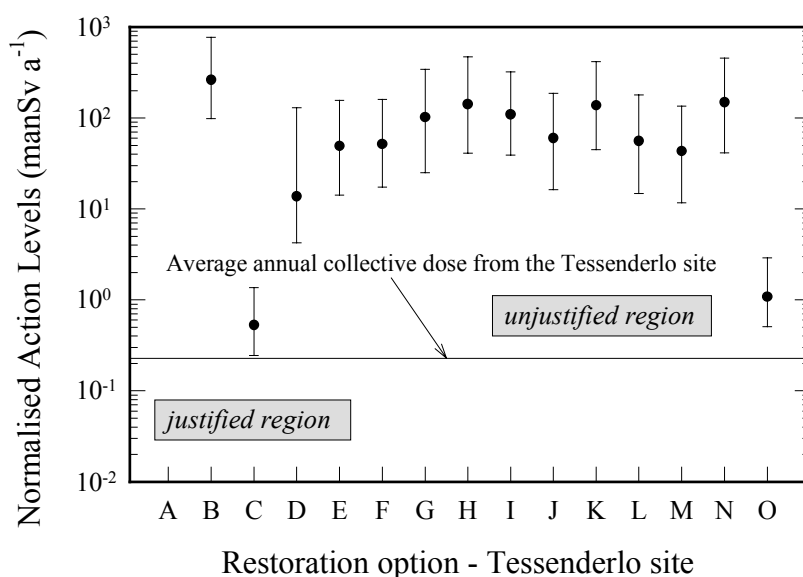 Normalised Action Levels (manSv a⁻¹)
10³
10²
10¹
10⁰
10⁻¹
10⁻²
Average annual collective dose from the Tessenderlo site
unjustified region
justified region
A B C D E F G H I J K L M N O
Restoration option - Tessenderlo site